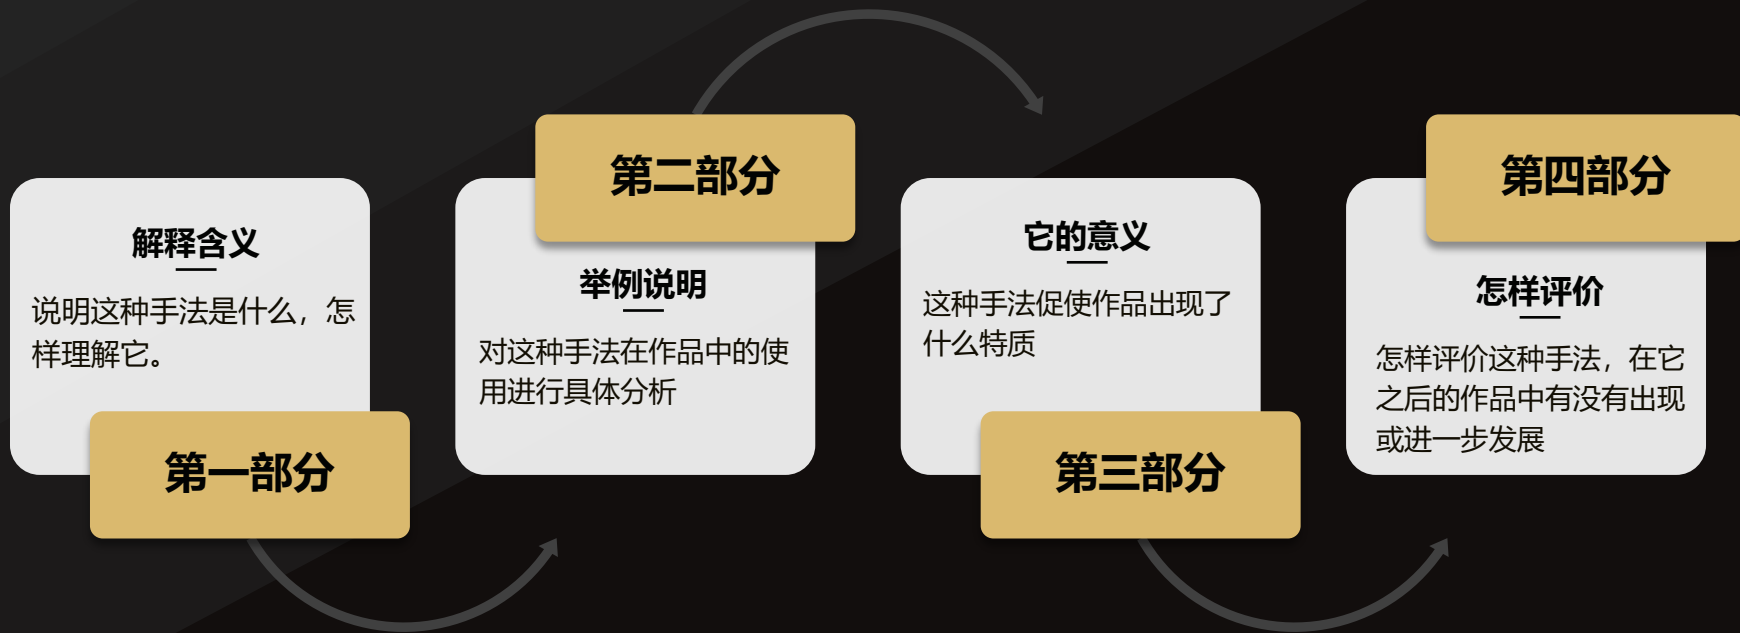 解释含义
说明这种手法是什么，怎
样理解它。
第一部分
第二部分
举例说明
对这种手法在作品中的使
用进行具体分析
它的意义
这种手法促使作品出现了
什么特质
第三部分
第四部分
怎样评价
怎样评价这种手法，在它
之后的作品中有没有出现
或进一步发展